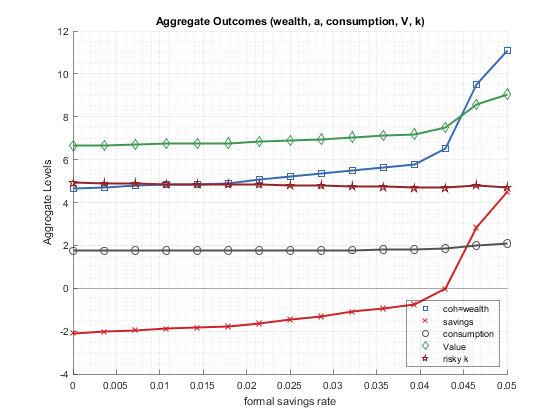 Aggregate Outcomes (wealth, a, consumption, V, k)
12
10
8
6
4
2
0
-2
-4
Aggregate Levels
coh=wealth
savings
consumption
Value
risky k
0 0.005 0.01 0.015 0.02 0.025 0.03 0.035 0.04 0.045 0.05
formal savings rate